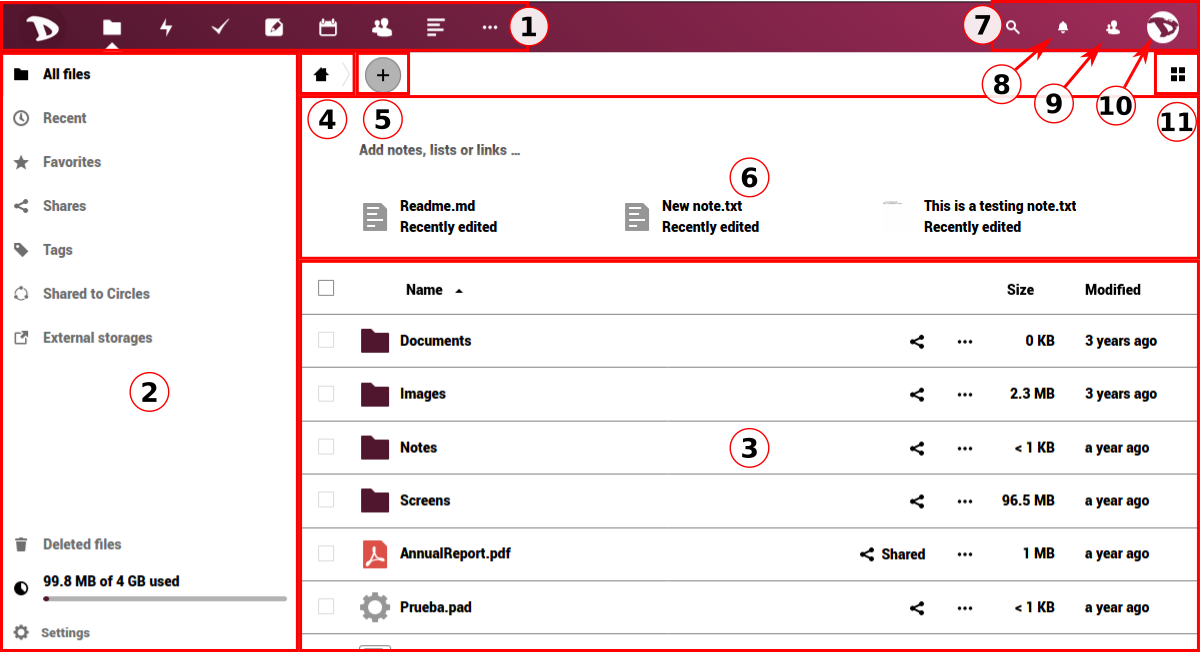 1
7
All files
+
8
9
10
Recent
4
5
11
Add notes, lists or links ...
Favorites
6
Shares
Readme.md
Recently edited
New note.txt
Recently edited
This is a testing note.txt
Recently edited
Tags
Shared to Circles
Name
Size
Modified
External storages
Documents
0 KB
3 years ago
2
Images
2.3 MB
3 years ago
Notes
3
< 1 KB
a year ago
Screens
96.5 MB
a year ago
Deleted files
AnnualReport.pdf
Shared
1 MB
a year ago
99.8 MB of 4 GB used
Prueba.pad
< 1 KB
a year ago
Settings